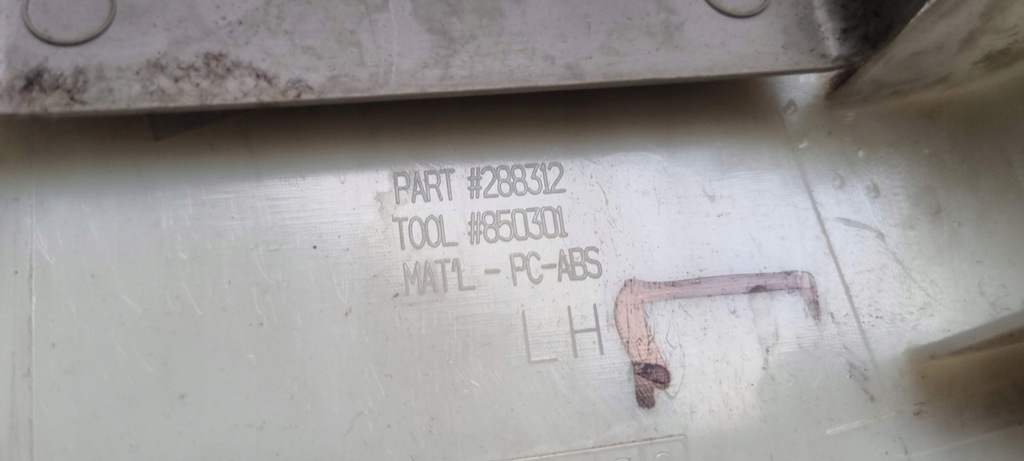 PART #288312
TOOL #850301
MAT'L - PC-ABS
LH